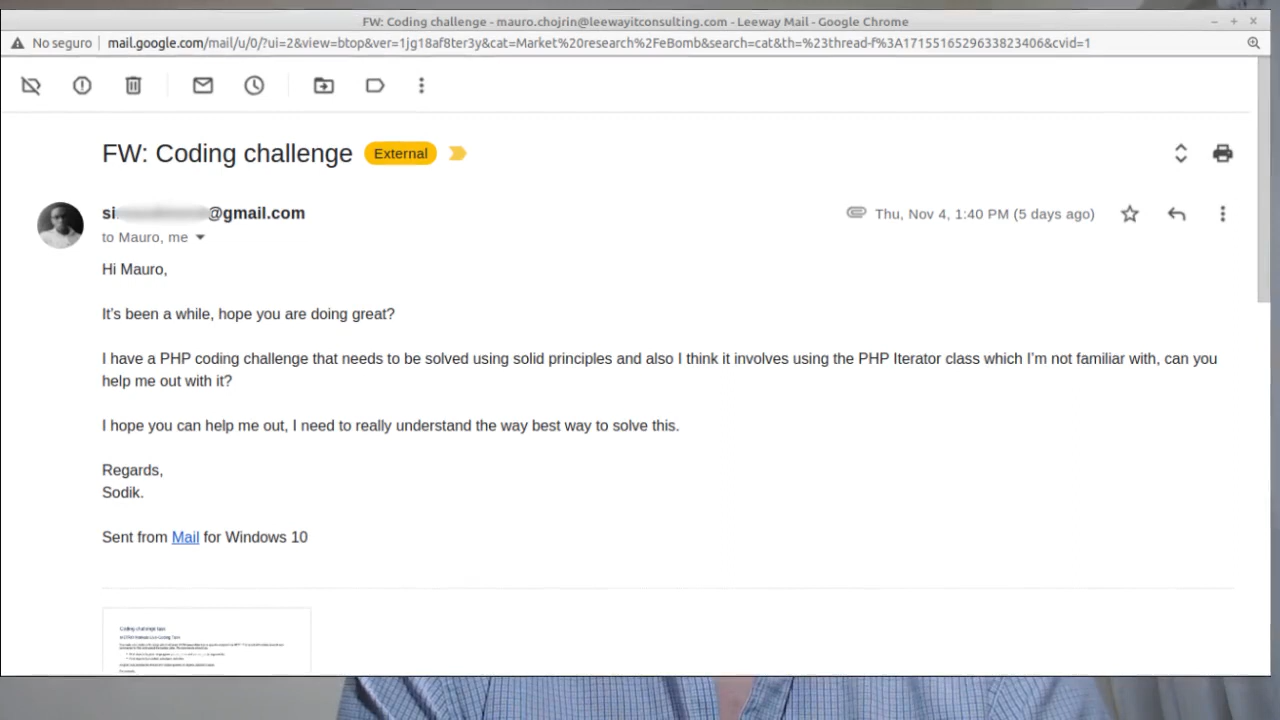 FW: Coding challenge - mauro.chojrin@leewayitconsulting.com - Leeway Mail - Google Chrome
No seguro | mail.google.com/mail/u/0/?ui=2&view=btop&ver=1jg18af8ter3y&cat=Market%20research%2FeBomb&search=cat&th=%23thread-f%3A1715516529633823406&cvid=1
FW: Coding challenge External
si @gmail.com Thu, Nov 4, 1:40 PM (5 days ago)
to Mauro, me
Hi Mauro,
It's been a while, hope you are doing great?
I have a PHP coding challenge that needs to be solved using solid principles and also I think it involves using the PHP Iterator class which I'm not familiar with, can you
help me out with it?
I hope you can help me out, I need to really understand the way best way to solve this.
Regards,
Sodik.
Sent from Mail for Windows 10